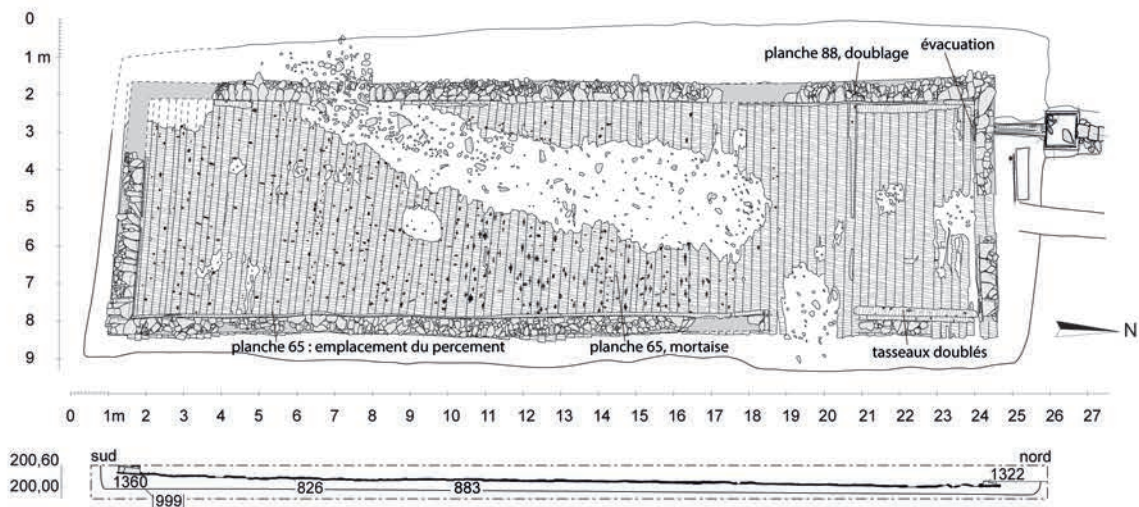 0
1 m
2
3
4
5
6
7
8
9
planche 88, doublage
évacuation
planche 65 : emplacement du percement
planche 65, mortaise
tasseaux doublés
N
0 1m 2 3 4 5 6 7 8 9 10 11 12 13 14 15 16 17 18 19 20 21 22 23 24 25 26 27
200,60
200,00
sud
nord
1360
999
826
883
1322